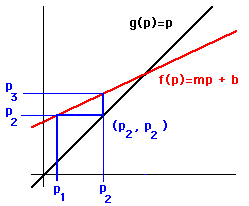 g(p)=p
f(p)=mp + b
p₃
p₂
(p₂, p₂ )
p₁
p₂